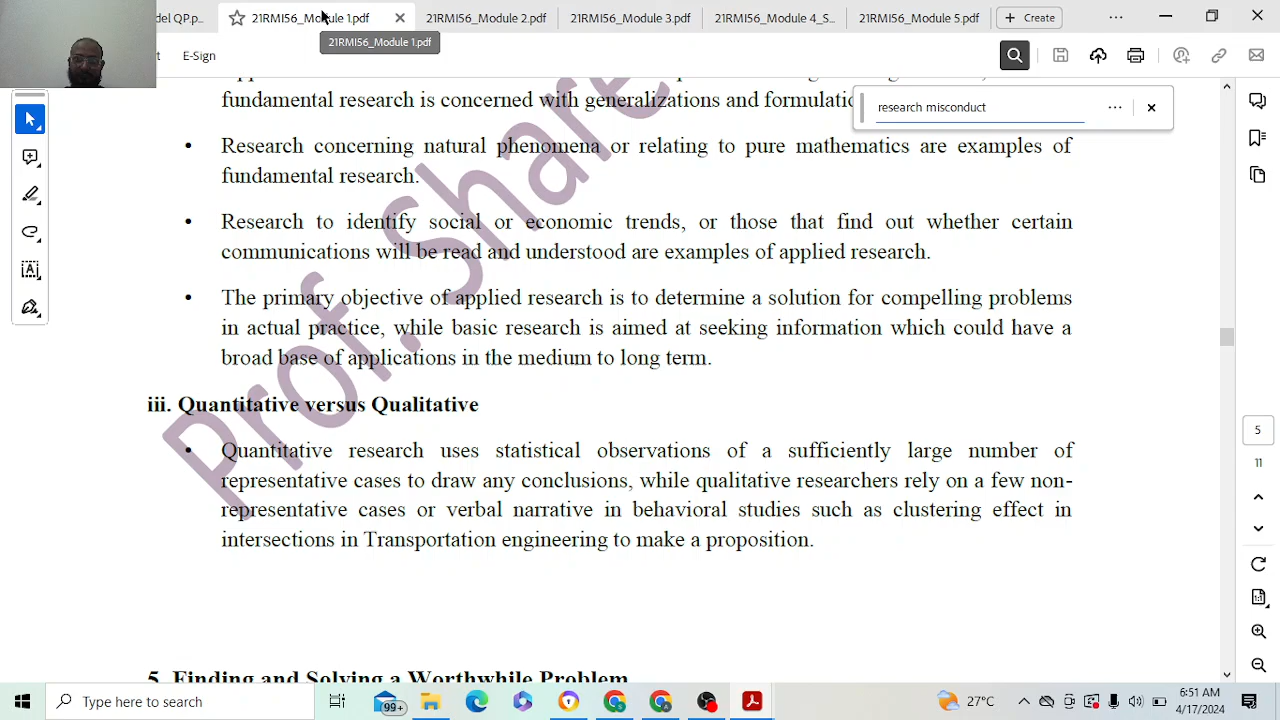 del QP.p...
21RMI56_Module 1.pdf
21RMI56_Module 2.pdf
21RMI56_Module 3.pdf
21RMI56_Module 4_S...
21RMI56_Module 5.pdf
+ Create
21RMI56_Module 1.pdf
t
E-Sign
research misconduct
fundamental research is concerned with generalizations and
• Research concerning natural phenomena or relating to pure mathematics are examples of
fundamental research.
• Research to identify social or economic trends, or those that find out whether certain
communications will be read and understood are examples of applied research.
• The primary objective of applied research is to determine a solution for compelling problems
in actual practice, while basic research is aimed at seeking information which could have a
broad base of applications in the medium to long term.
iii. Quantitative versus Qualitative
• Quantitative research uses statistical observations of a sufficiently large number of
representative cases to draw any conclusions, while qualitative researchers rely on a few non-
representative cases or verbal narrative in behavioral studies such as clustering effect in
intersections in Transportation engineering to make a proposition.
5. Finding and Solving a Worthwhile Problem
Prof. Share
5
11
Type here to search
99+
27°C
6:51 AM
4/17/2024